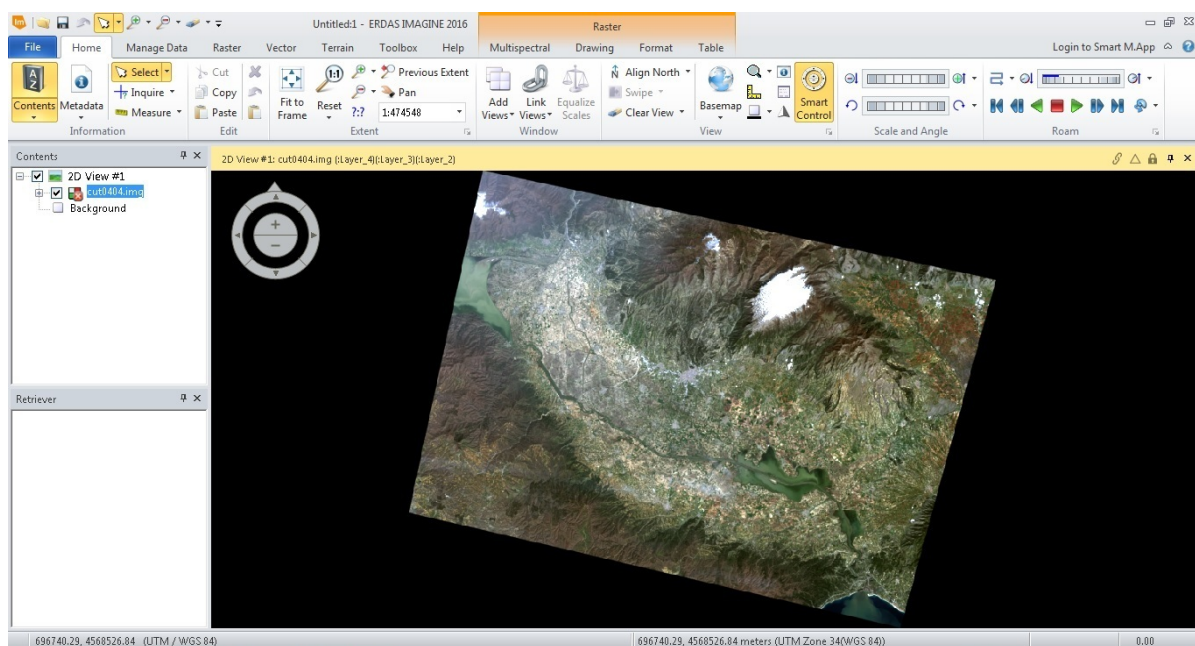 Untitled:1 - ERDAS IMAGINE 2016
Raster
File Home Manage Data Raster Vector Terrain Toolbox Help Multispectral Drawing Format Table Login to Smart M.App
Contents
Metadata
Select
Inquire
Measure
Information
Cut
Copy
Paste
Edit
Fit to
Frame
1:1
Reset
Previous Extent
Pan
?:?
1:474548
Extent
Add
Views
Link
Views
Equalize
Scales
Window
Align North
Swipe
Clear View
Basemap
Smart
Control
View
Scale and Angle
Roam
Contents
2D View #1
cut0404.img
Background
Retriever
2D View #1: cut0404.img (:Layer_4)(:Layer_3)(:Layer_2)
696740.29, 4568526.84 (UTM / WGS 84)
696740.29, 4568526.84 meters (UTM Zone 34(WGS 84))
0.00